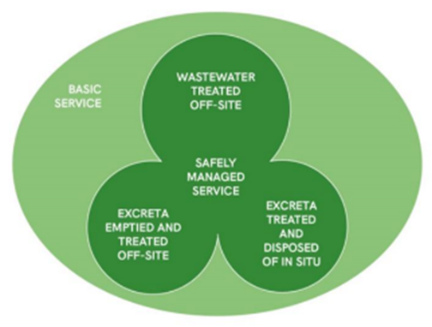 BASIC
SERVICE
WASTEWATER
TREATED
OFF-SITE
SAFELY
MANAGED
SERVICE
EXCRETA
EMPTIED AND
TREATED
OFF-SITE
EXCRETA
TREATED
AND
DISPOSED
OF IN SITU